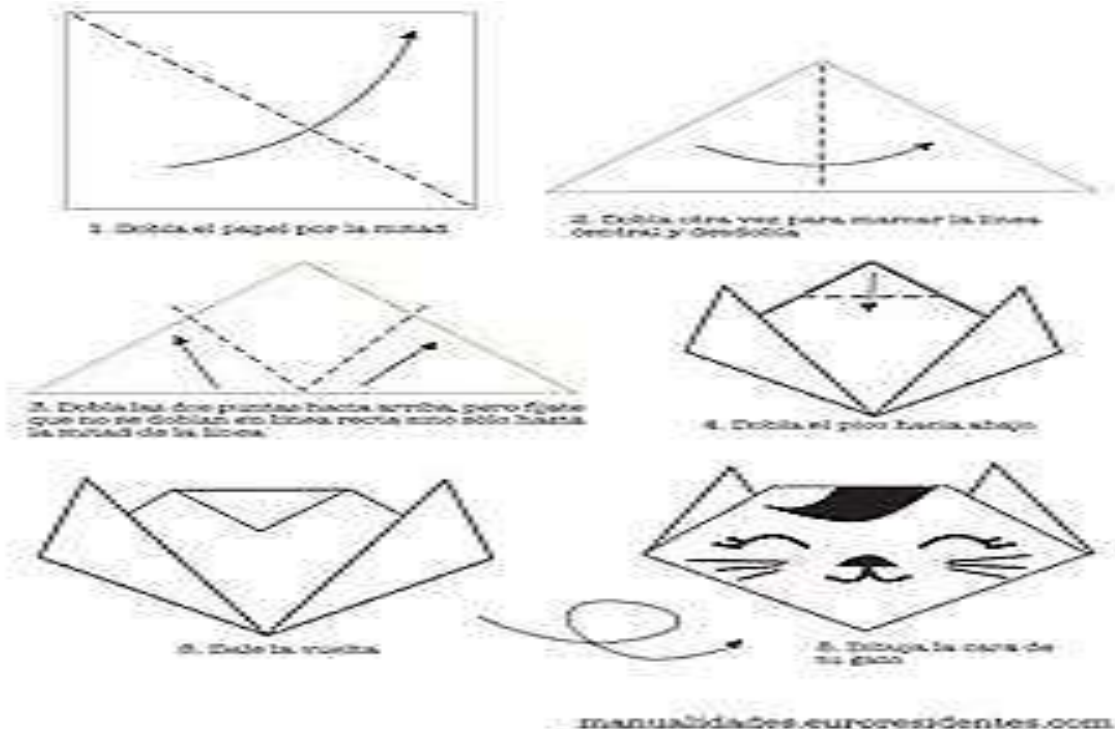 1. Dobla el papel por la mitad
2. Dobla otra vez para marcar la línea
central y desdobla
3. Dobla las dos puntas hacia arriba, pero fíjate
que no se doblan en línea recta sino sólo hasta
la mitad de la línea
4. Dobla el pico hacia abajo
Dale la vuelta
5. Dibuja la cara de
tu gato
manualidades.euroresidentes.com